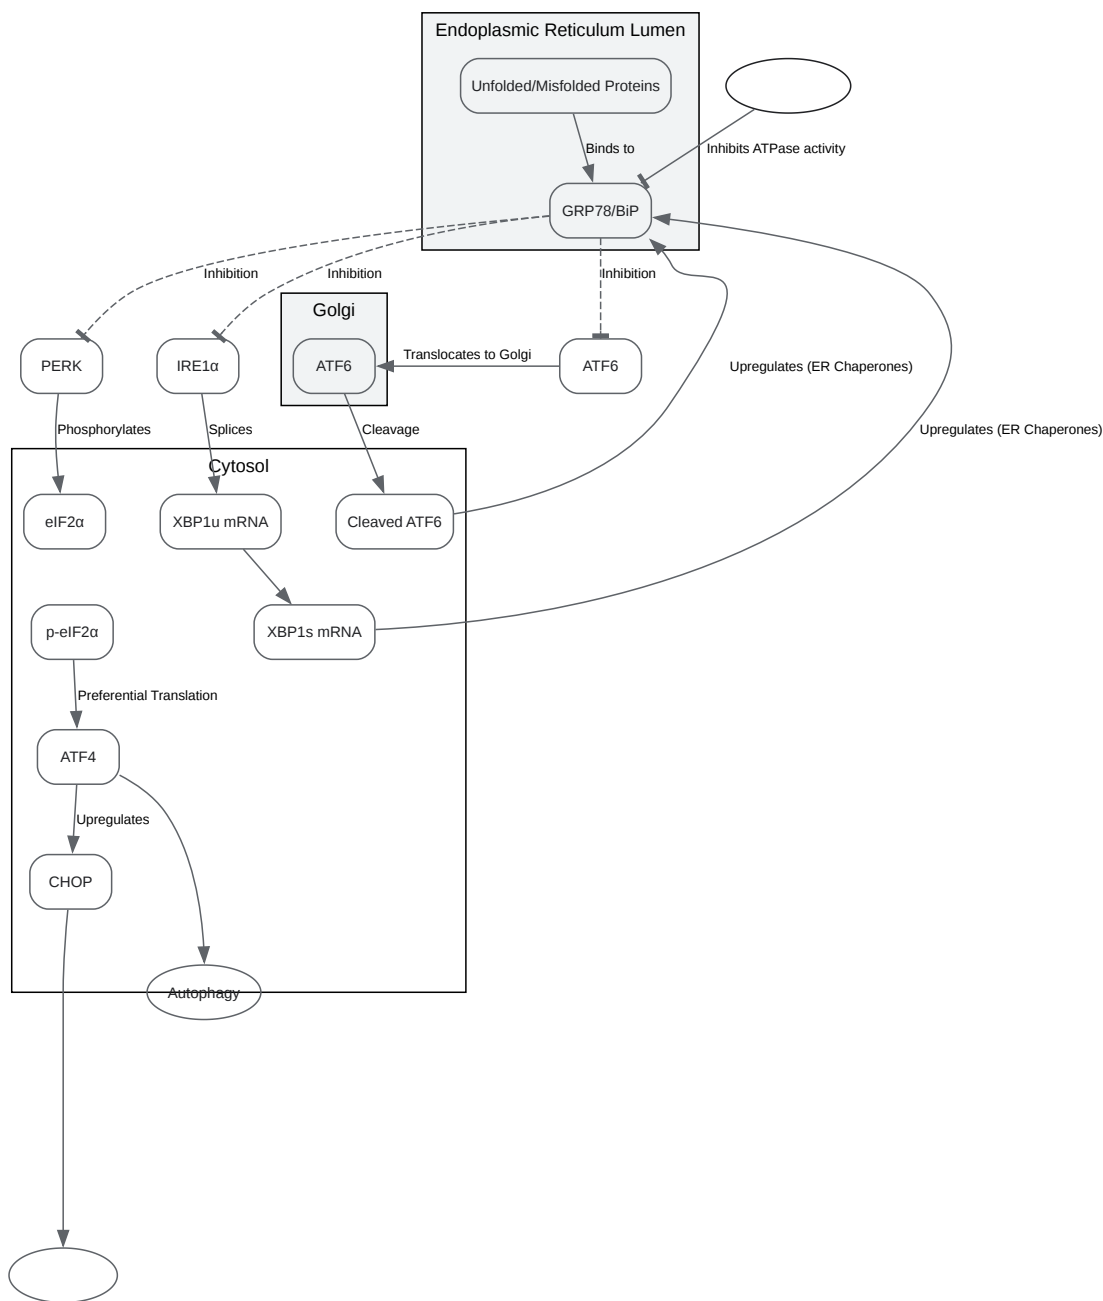 Endoplasmic Reticulum Lumen
Unfolded/Misfolded Proteins
Binds to
Inhibits ATPase activity
GRP78/BiP
Inhibition
Inhibition
Inhibition
Golgi
Translocates to Golgi
PERK
IRE1α
ATF6
ATF6
Upregulates (ER Chaperones)
Phosphorylates
Splices
Cleavage
Upregulates (ER Chaperones)
Cytosol
eIF2α
XBP1u mRNA
Cleaved ATF6
p-eIF2α
XBP1s mRNA
Preferential Translation
ATF4
Upregulates
CHOP
Autophagy